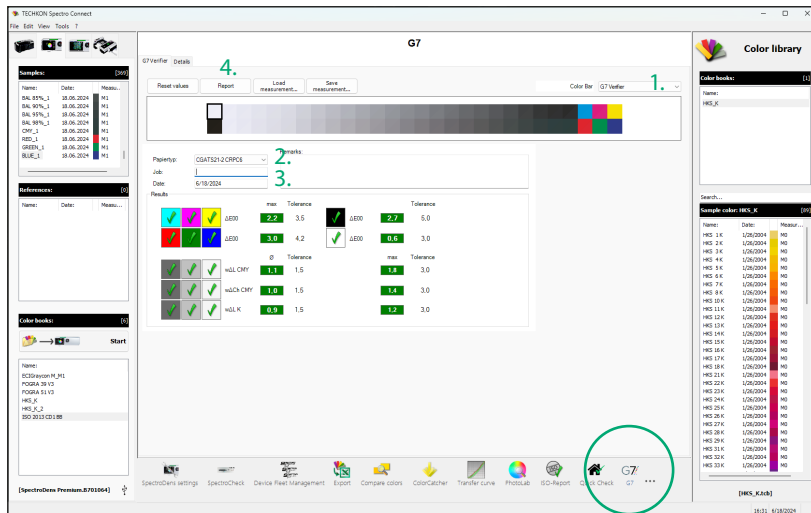 TECHKON Spectro Connect
File Edit View Tools ?
G7
Color library
G7 Verifier Details
4.
Reset values Report Load measurement... Save measurement...
Color Bar G7 Verifier
1.
Samples: [369]
Name: Date: Measu...
BAL 85%_1 18.06.2024 M1
BAL 90%_1 18.06.2024 M1
BAL 95%_1 18.06.2024 M1
BAL 98%_1 18.06.2024 M1
CMY_1 18.06.2024 M1
RED_1 18.06.2024 M1
GREEN_1 18.06.2024 M1
BLUE_1 18.06.2024 M1
References: [0]
Name: Date: Measu...
Color books: [6]
Start
Name:
ECIGraycon M_M1
FOGRA 39 V3
FOGRA 51 V3
HKS_K
HKS_K_2
ISO 2013 CD1 BB
[SpectroDens Premium.B701064]
Remarks:
Papiertyp: CGATS21-2 CRPC6
2.
Job:
3.
Date: 6/18/2024
Results
max Tolerance Tolerance
ΔE00 2,2 3,5 ΔE00 2,7 5,0
ΔE00 3,0 4,2 ΔE00 0,6 3,0
Ø Tolerance max Tolerance
wΔL CMY 1,1 1,5 1,8 3,0
wΔCh CMY 1,0 1,5 1,4 3,0
wΔL K 0,9 1,5 1,2 3,0
SpectroDens settings SpectroCheck Device Fleet Management Export Compare colors ColorCatcher Transfer curve PhotoLab ISO-Report Quick Check G7 ...
Color books: [1]
Name:
HKS_K
Search...
Sample color: HKS_K [89]
Name: Date: Measur...
HKS 1 K 1/26/2004 M0
HKS 2 K 1/26/2004 M0
HKS 3 K 1/26/2004 M0
HKS 4 K 1/26/2004 M0
HKS 5 K 1/26/2004 M0
HKS 6 K 1/26/2004 M0
HKS 7 K 1/26/2004 M0
HKS 8 K 1/26/2004 M0
HKS 10 K 1/26/2004 M0
HKS 11 K 1/26/2004 M0
HKS 12 K 1/26/2004 M0
HKS 13 K 1/26/2004 M0
HKS 14 K 1/26/2004 M0
HKS 15 K 1/26/2004 M0
HKS 16 K 1/26/2004 M0
HKS 17 K 1/26/2004 M0
HKS 18 K 1/26/2004 M0
HKS 21 K 1/26/2004 M0
HKS 22 K 1/26/2004 M0
HKS 23 K 1/26/2004 M0
HKS 24 K 1/26/2004 M0
HKS 25 K 1/26/2004 M0
HKS 26 K 1/26/2004 M0
HKS 27 K 1/26/2004 M0
HKS 28 K 1/26/2004 M0
HKS 29 K 1/26/2004 M0
HKS 31 K 1/26/2004 M0
HKS 32 K 1/26/2004 M0
HKS 33 K 1/26/2004 M0
[HKS_K.tcb]
16:31 6/18/2024